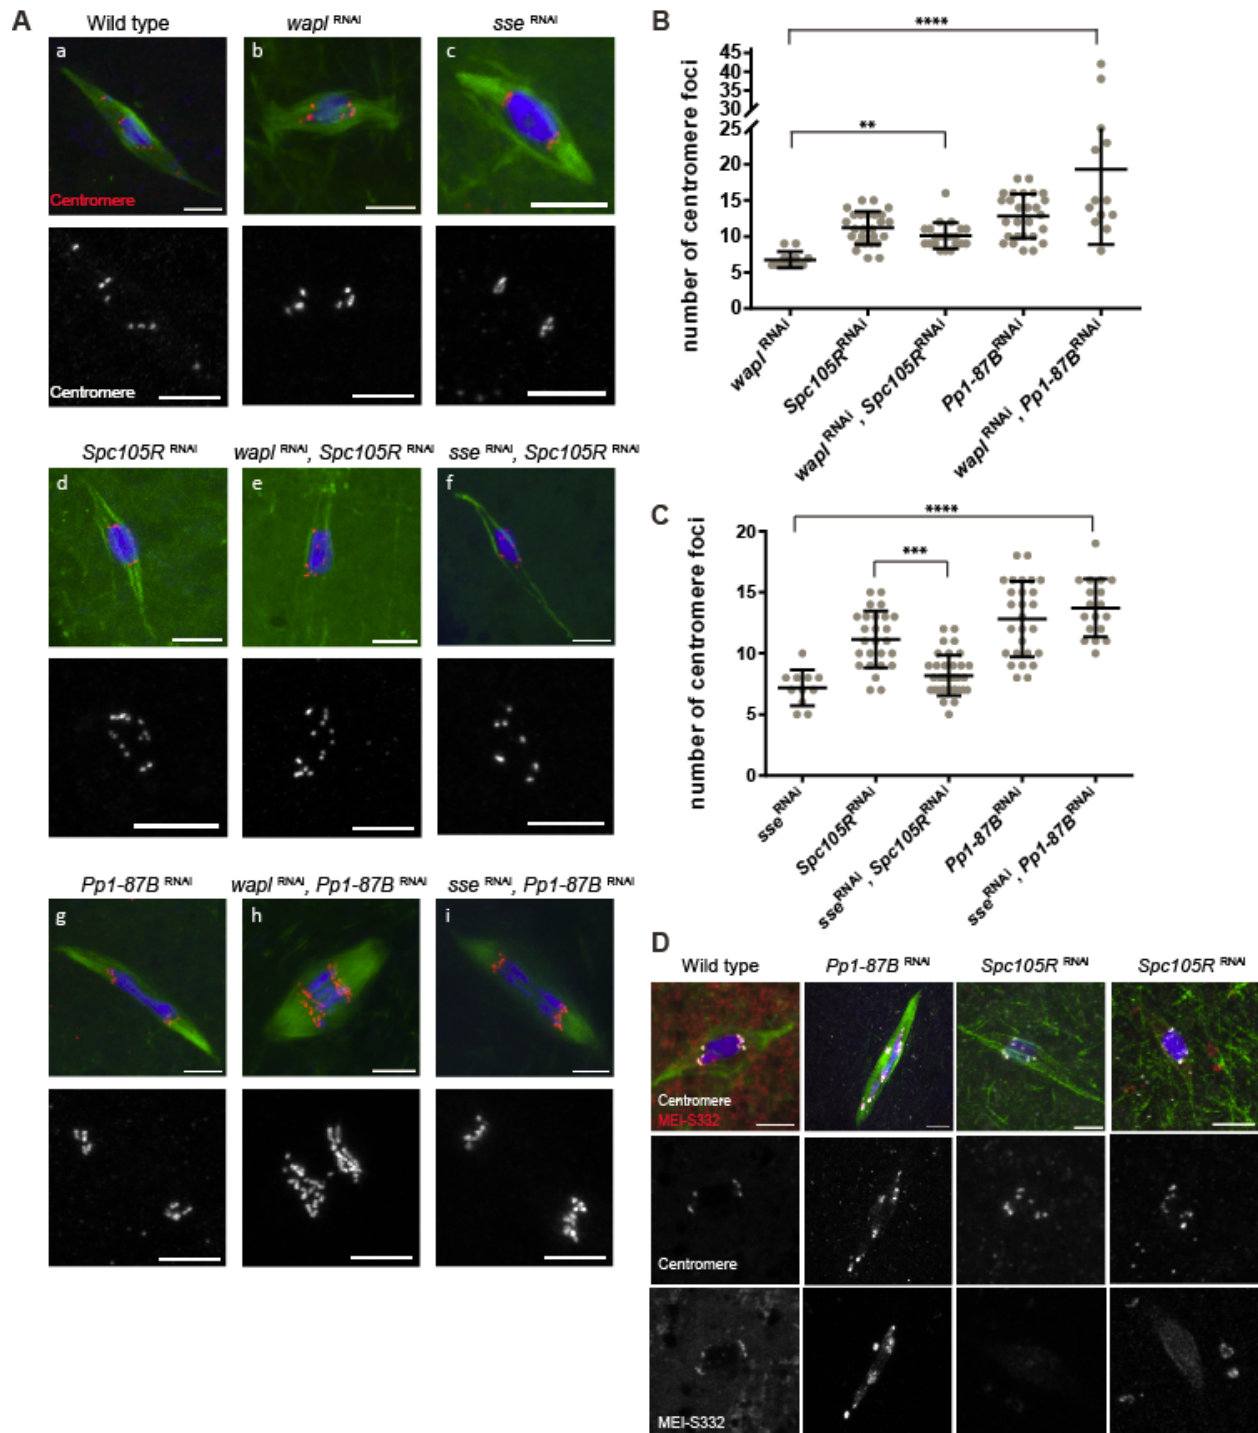 A
Wild type
wapl RNAi
sse RNAi
a
b
c
Centromere
Centromere
Spc105R RNAi
wapl RNAi, Spc105R RNAi
sse RNAi, Spc105R RNAi
d
e
f
Pp1-87B RNAi
wapl RNAi, Pp1-87B RNAi
sse RNAi, Pp1-87B RNAi
g
h
i
B
****
**
number of centromere foci
45
40
35
30
25
20
15
10
5
0
wapl RNAi
Spc105R RNAi
wapl RNAi, Spc105R RNAi
Pp1-87B RNAi
wapl RNAi, Pp1-87B RNAi
C
****
***
number of centromere foci
20
15
10
5
0
sse RNAi
Spc105R RNAi
sse RNAi, Spc105R RNAi
Pp1-87B RNAi
sse RNAi, Pp1-87B RNAi
D
Wild type
Pp1-87B RNAi
Spc105R RNAi
Spc105R RNAi
Centromere
MEI-S332
Centromere
MEI-S332